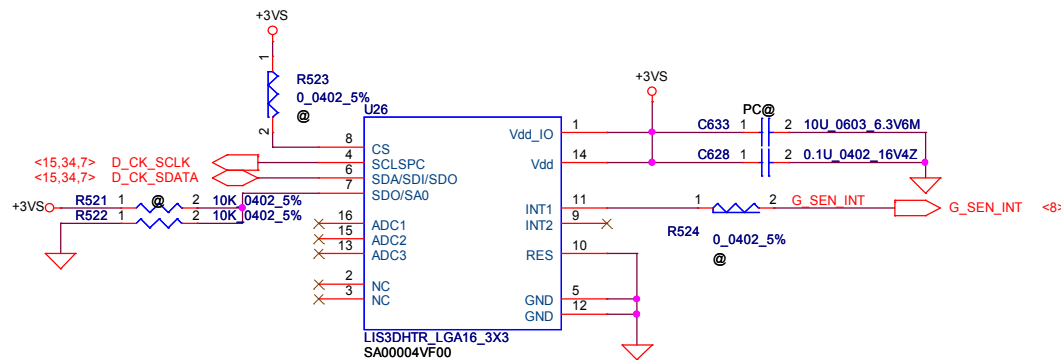 +3VS
1
R523
0_0402_5%
@
2
U26
+3VS
PC@
8 CS
1 Vdd_IO
C633 1 2 10U_0603_6.3V6M
<15,34,7> D_CK_SCLK
4 SCLSPC
14 Vdd
C628 1 2 0.1U_0402_16V4Z
<15,34,7> D_CK_SDATA
6 SDA/SDI/SDO
7 SDO/SA0
+3VS R521 1 @ 2 10K_0402_5%
R522 1 2 10K_0402_5%
11 INT1
1 2 G_SEN_INT
G_SEN_INT <8>
R524
0_0402_5%
@
16 ADC1
9 INT2
15 ADC2
13 ADC3
10 RES
2 NC
3 NC
5 GND
12 GND
LIS3DHTR_LGA16_3X3
SA00004VF00